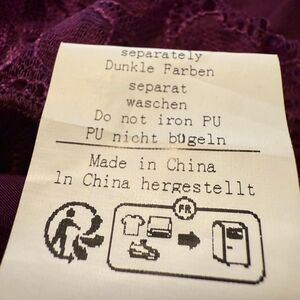 separately
Dunkle Farben
separat
waschen
Do not iron PU
PU nicht bügeln
Made in China
In China hergestellt
FR